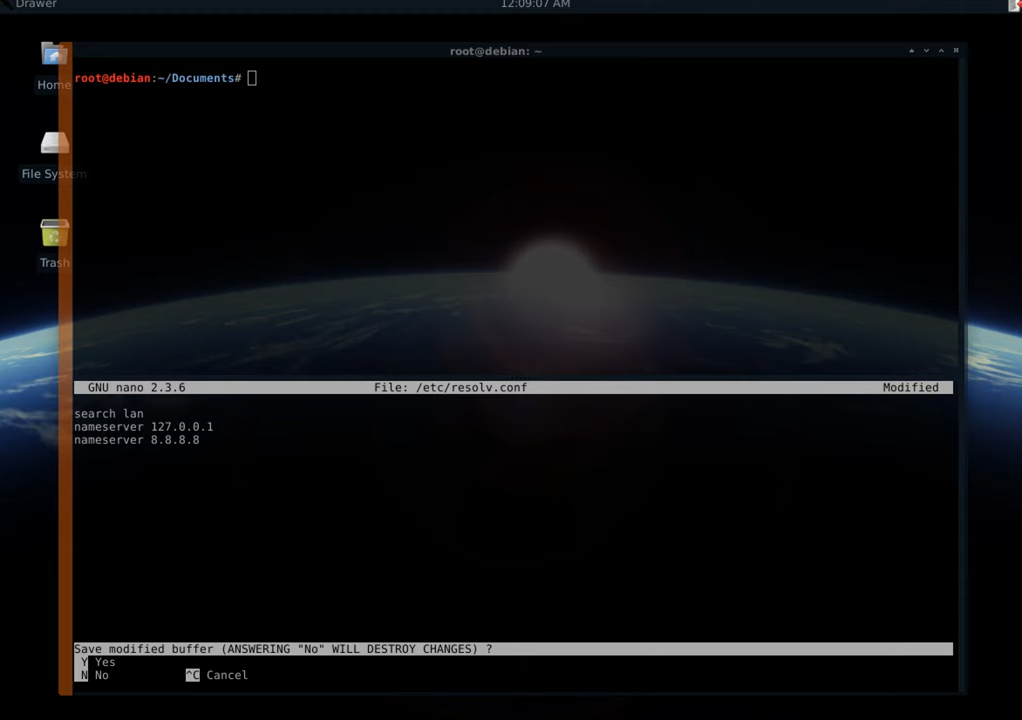 Drawer
12:09:07 AM
root@debian: ~
Home
root@debian:~/Documents#
File System
Trash
GNU nano 2.3.6
File: /etc/resolv.conf
Modified
search lan
nameserver 127.0.0.1
nameserver 8.8.8.8
Save modified buffer (ANSWERING "No" WILL DESTROY CHANGES) ?
Y Yes
N No
^C Cancel